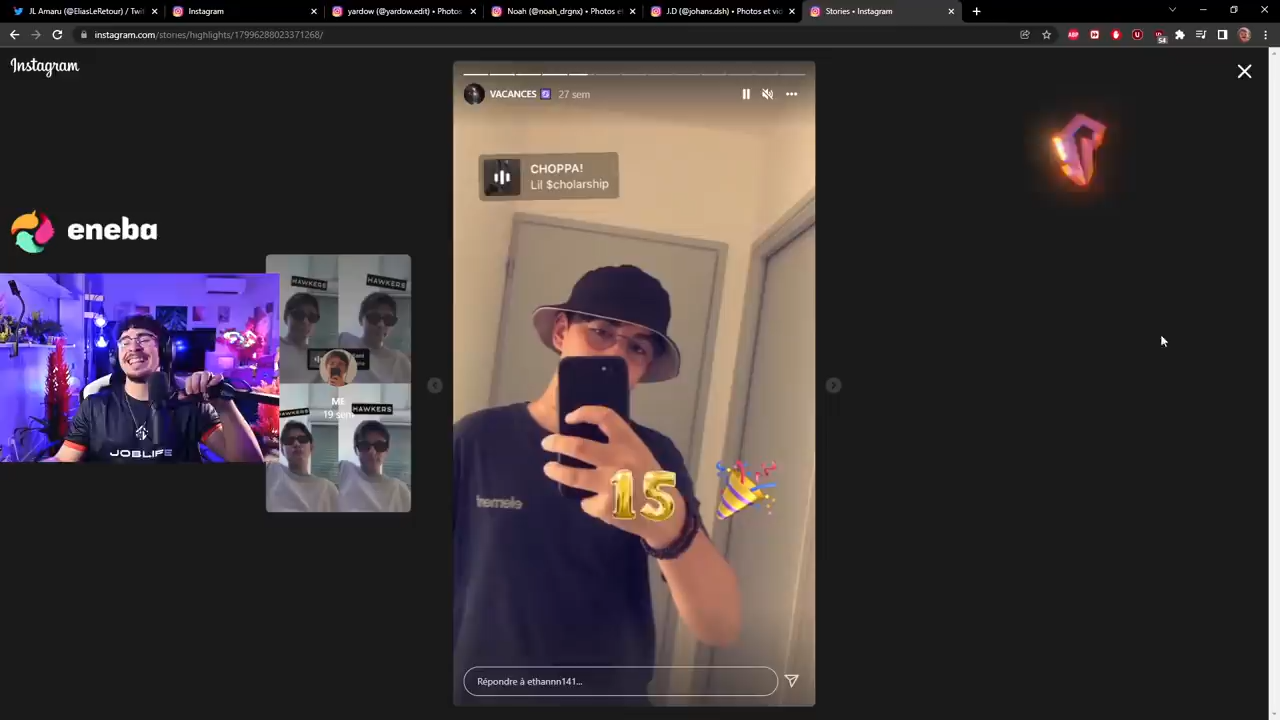 JL Amaru (@EliasLeRetour) / Twit
Instagram
yardow (@yardow.edit) • Photos
Noah (@noah_drgnx) • Photos et
J.D (@johans.dsh) • Photos et vid
Stories • Instagram
instagram.com/stories/highlights/17996288023371268/
Instagram
VACANCES
27 sem
CHOPPA!
Lil $cholarship
eneba
HAWKERS
HAWKERS
ME
19 sem
HAWKERS
HAWKERS
JOBLIFE
15
Répondre à ethannn141...